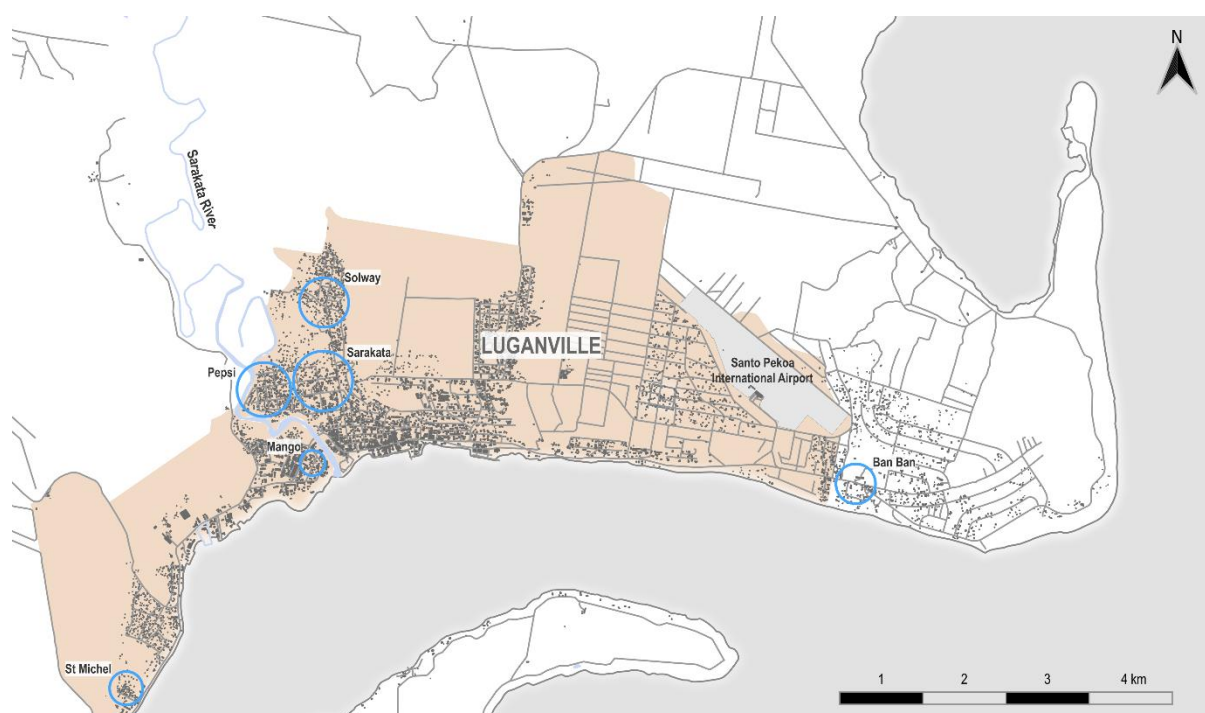 N
Sarakata River
Solway
LUGANVILLE
Sarakata
Pepsi
Santo Pekoa
International Airport
Mango
Ban Ban
St Michel
1 2 3 4 km